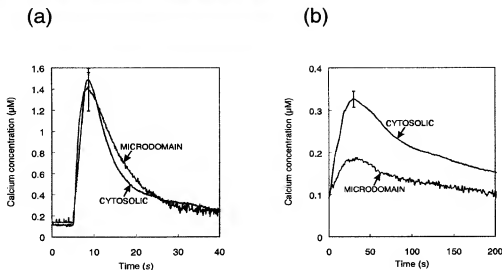 (a)
Calcium concentration (µM)
1.6
1.4
1.2
1
0.8
0.6
0.4
0.2
0
MICRODOMAIN
CYTOSOLIC
0 10 20 30 40
Time (s)
(b)
Calcium concentration (µM)
0.4
0.3
0.2
0.1
0
CYTOSOLIC
MICRODOMAIN
0 50 100 150 200
Time (s)